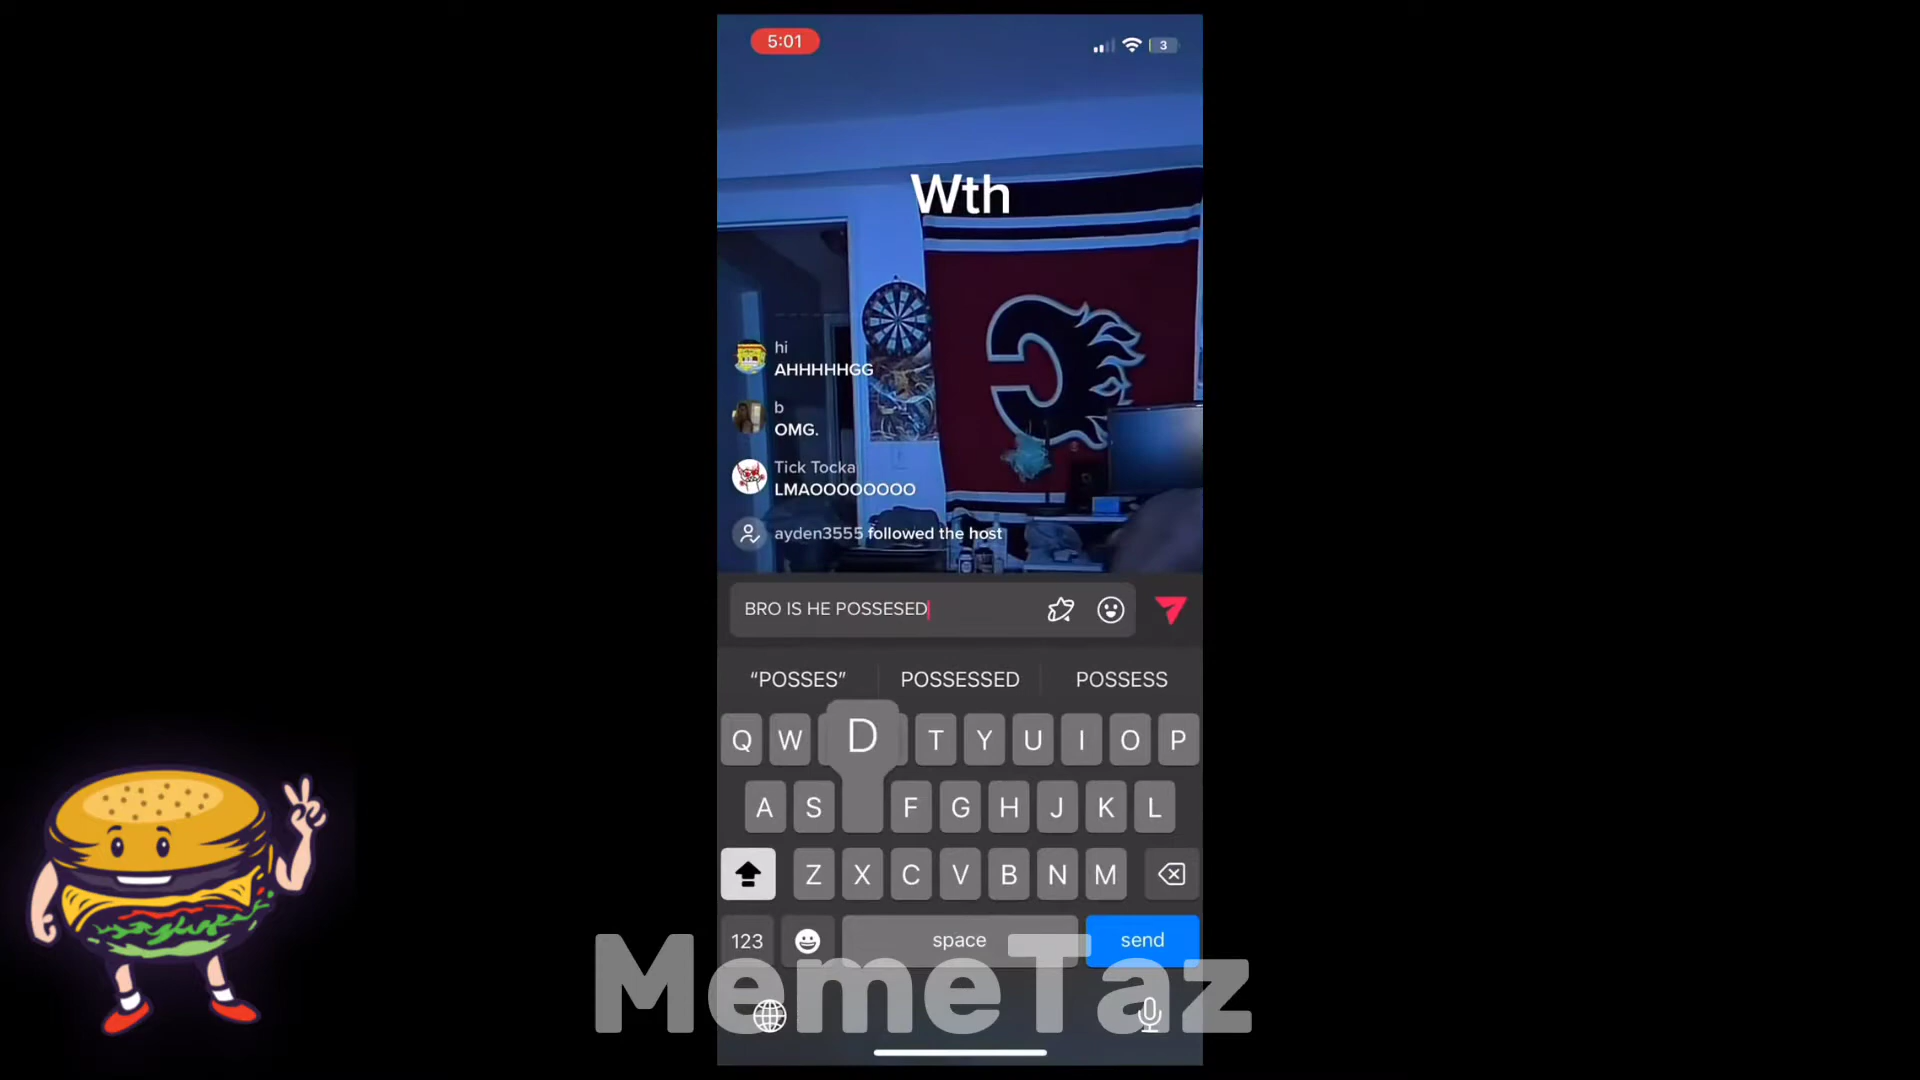 5:01
3
Wth
hi
AHHHHHGG
b
OMG.
Tick Tocka
LMAOOOOOOOO
ayden3555 followed the host
BRO IS HE POSSESED
“POSSES” POSSESSED POSSESS
Q W D T Y U I O P
A S F G H J K L
Z X C V B N M
123 space send
MemeTaz